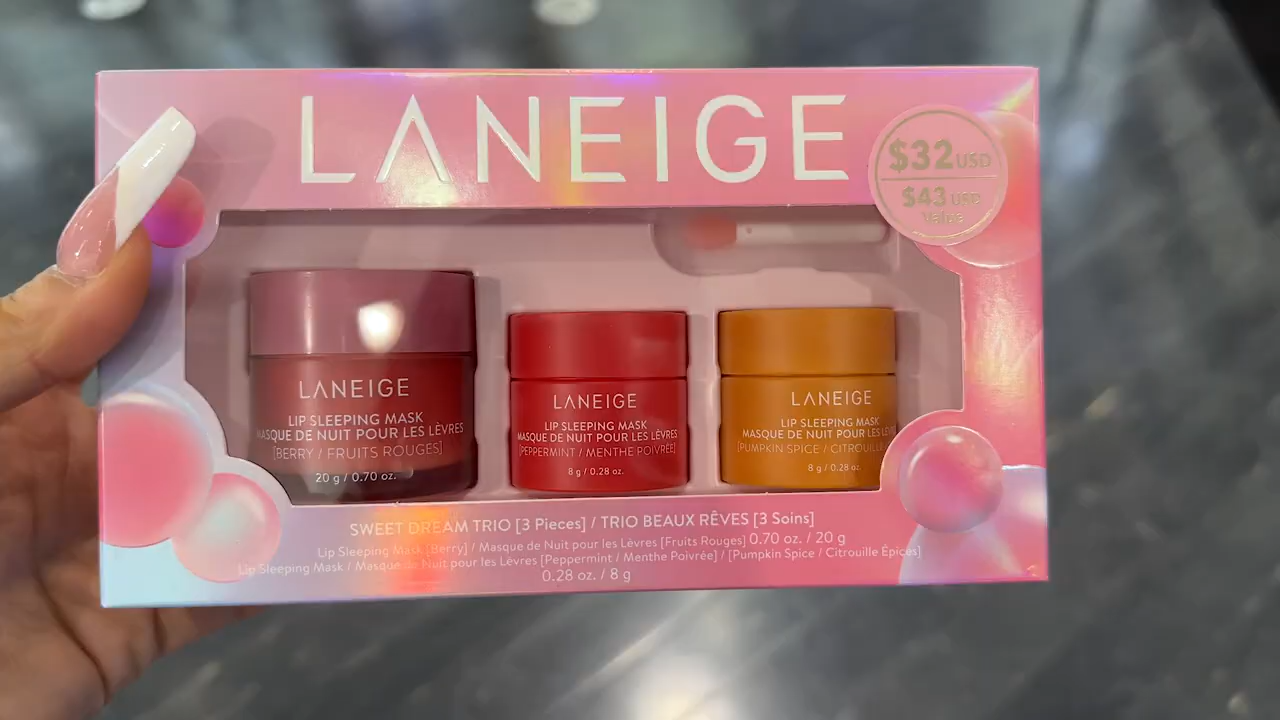 LANEIGE
$32 USD
$43 USD
Value
LANEIGE
LIP SLEEPING MASK
MASQUE DE NUIT POUR LES LÈVRES
[BERRY / FRUITS ROUGES]
20 g / 0.70 oz.
LANEIGE
LIP SLEEPING MASK
MASQUE DE NUIT POUR LES LÈVRES
[PEPPERMINT / MENTHE POIVRÉE]
8 g / 0.28 oz.
LANEIGE
LIP SLEEPING MASK
MASQUE DE NUIT POUR LES
[PUMPKIN SPICE /
8 g / 0.28 oz.
SWEET DREAM TRIO [3 Pieces] / TRIO BEAUX RÊVES [3 Soins]
Lip Sleeping Mask [Berry] / Masque de Nuit pour les Lèvres [Fruits Rouges] 0.70 oz. / 20 g
Lip Sleeping Mask / Masque de Nuit pour les Lèvres [Peppermint / Menthe Poivrée] / [Pumpkin Spice / Citrouille Épicés]
0.28 oz. / 8 g